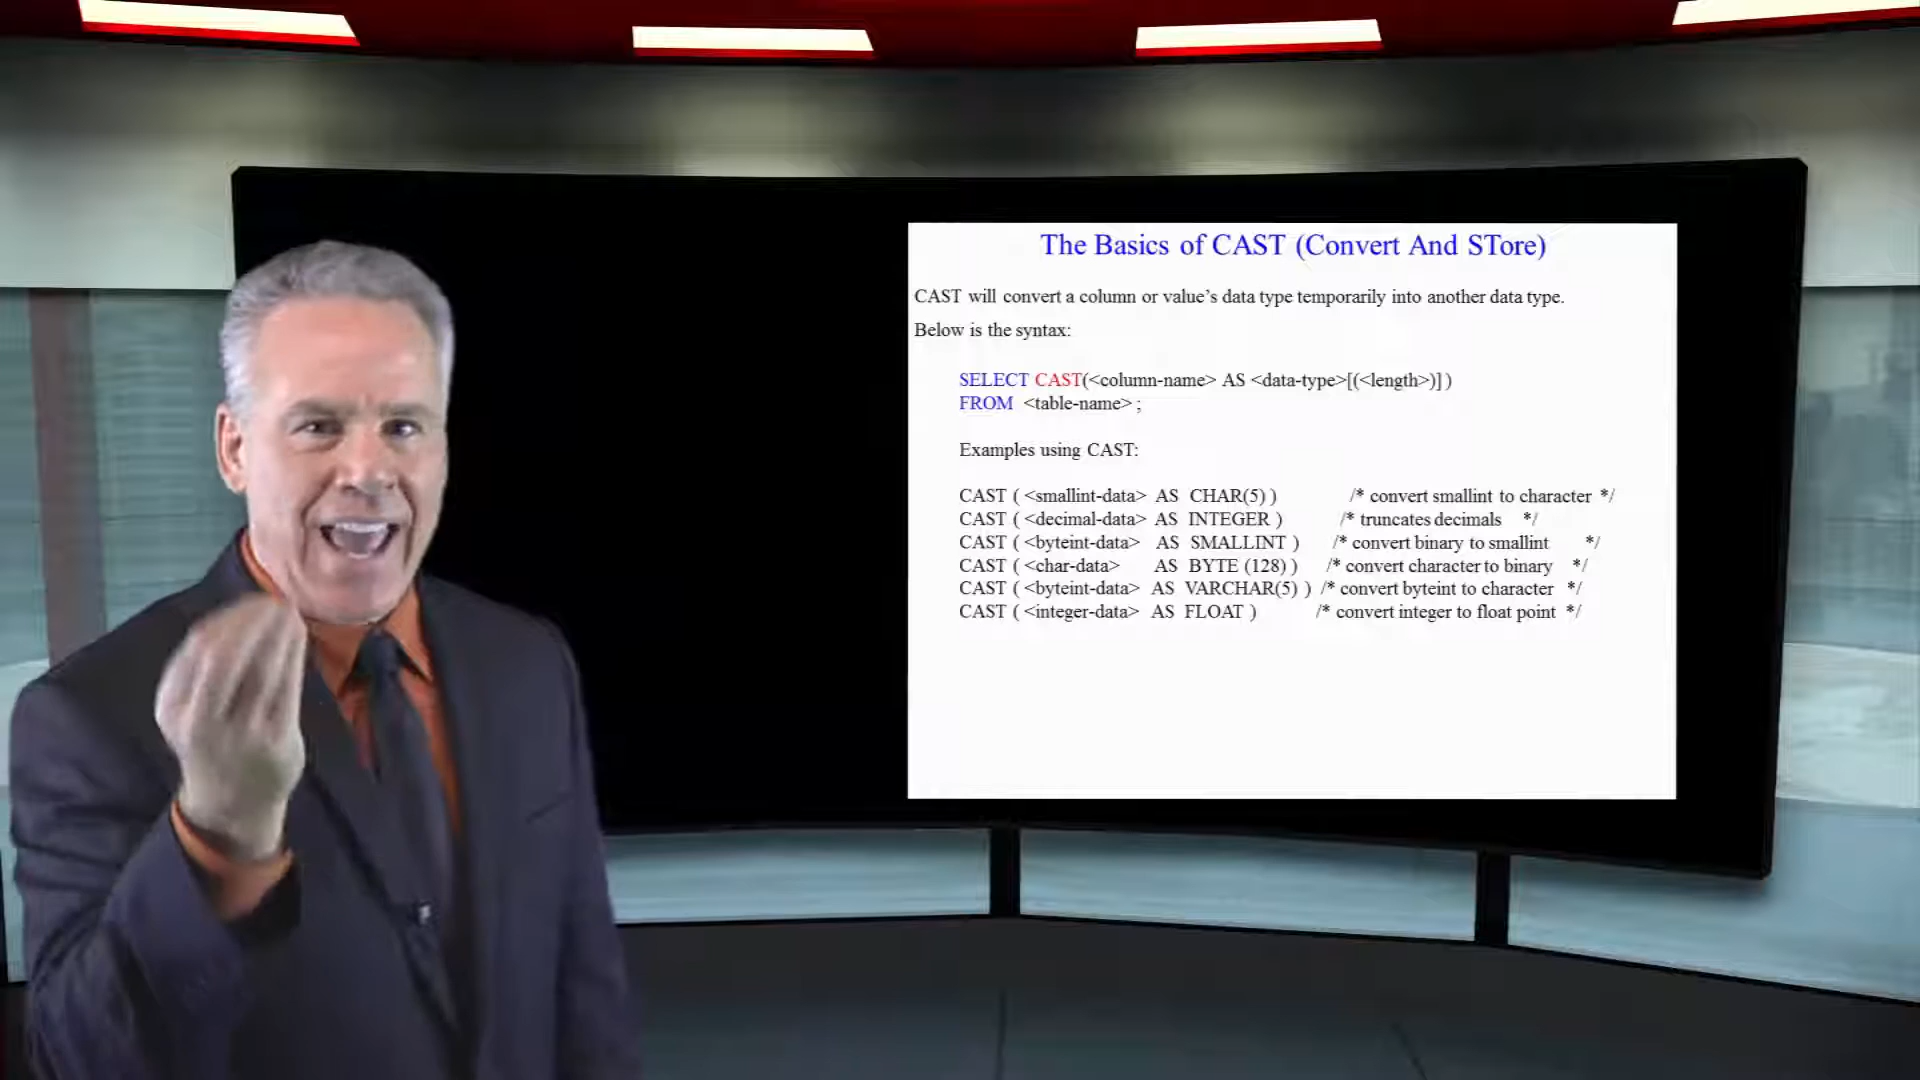 The Basics of CAST (Convert And STore)
CAST will convert a column or value’s data type temporarily into another data type.
Below is the syntax:
SELECT CAST(<column-name> AS <data-type>[(<length>)] )
FROM <table-name> ;
Examples using CAST:
CAST ( <smallint-data> AS CHAR(5) ) /* convert smallint to character */
CAST ( <decimal-data> AS INTEGER ) /* truncates decimals */
CAST ( <byteint-data> AS SMALLINT ) /* convert binary to smallint */
CAST ( <char-data> AS BYTE (128) ) /* convert character to binary */
CAST ( <byteint-data> AS VARCHAR(5) ) /* convert byteint to character */
CAST ( <integer-data> AS FLOAT ) /* convert integer to float point */